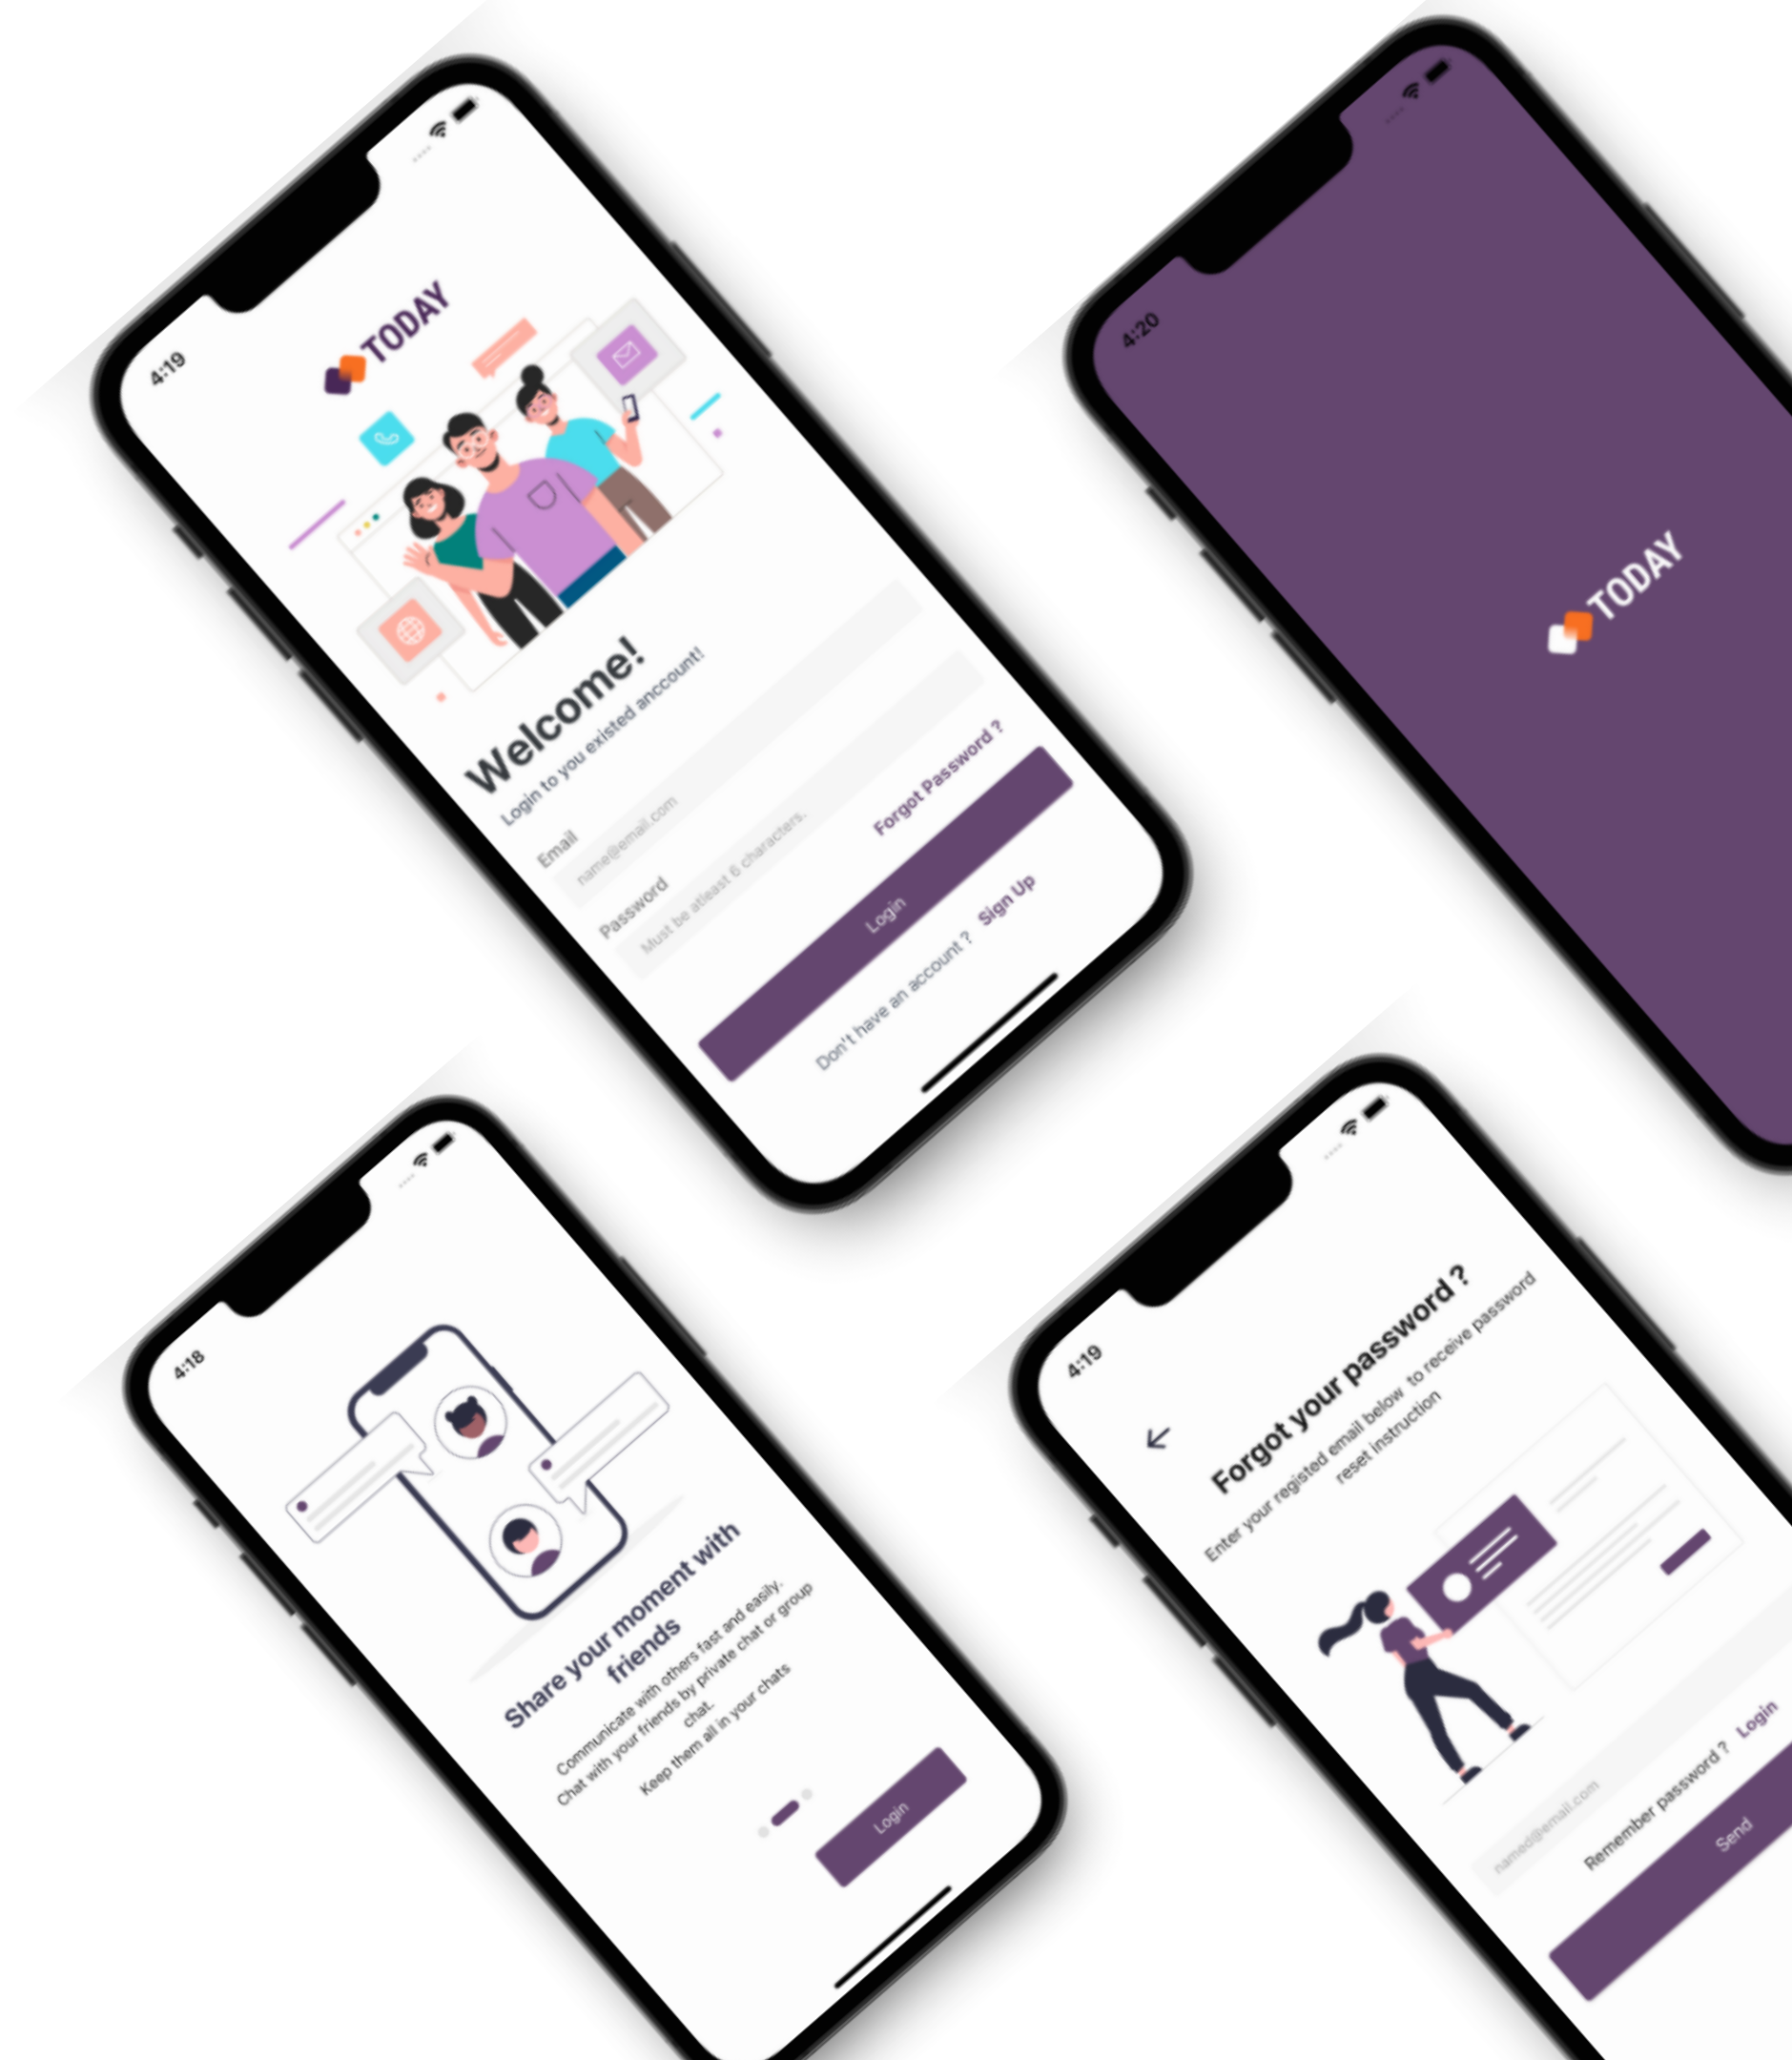 4:19
TODAY
Welcome!
Login to you existed anccount!
Email
name@email.com
Password
Must be atleast 6 characters.
Forgot Password ?
Login
Don't have an account ? Sign Up
4:20
TODAY
4:18
Share your moment with
friends
Communicate with others fast and easily.
Chat with your friends by private chat or group
chat.
Keep them all in your chats
Login
4:19
Forgot your password ?
Enter your registed email below to receive password
reset instruction
named@email.com
Remember password ? Login
Send